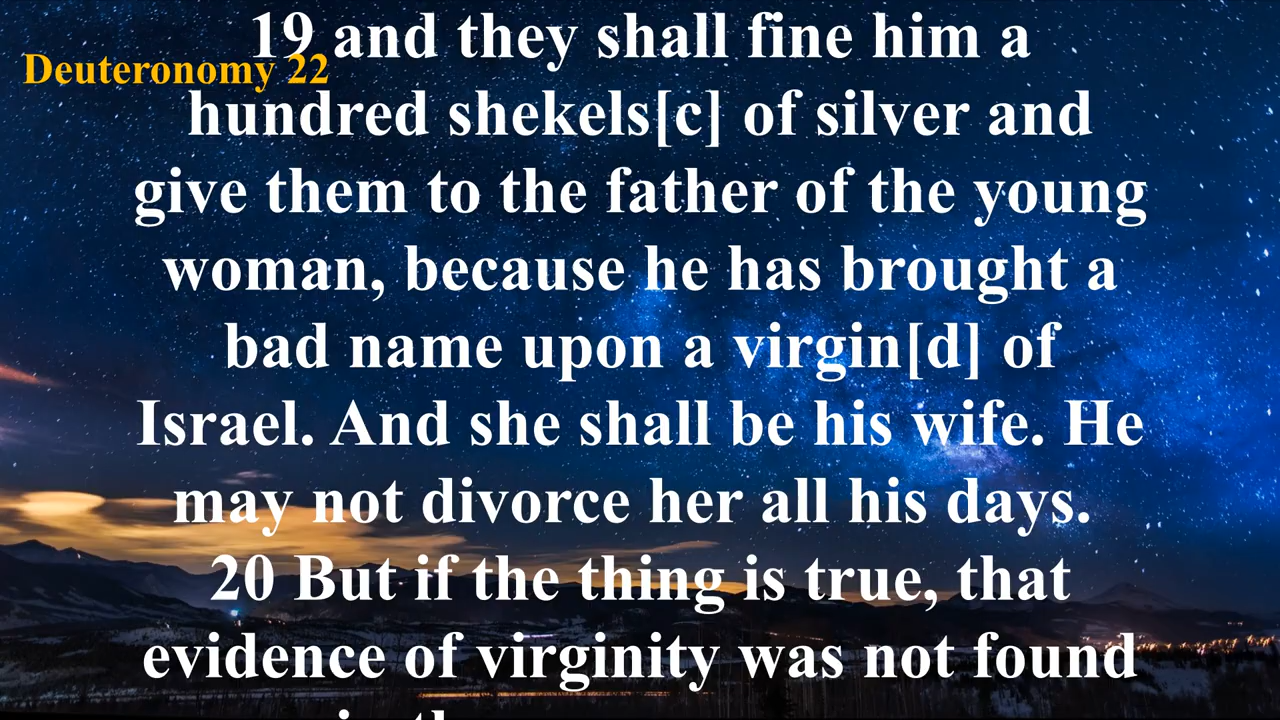 19 and they shall fine him a
Deuteronomy 22
hundred shekels[c] of silver and
give them to the father of the young
woman, because he has brought a
bad name upon a virgin[d] of
Israel. And she shall be his wife. He
may not divorce her all his days.
20 But if the thing is true, that
evidence of virginity was not found